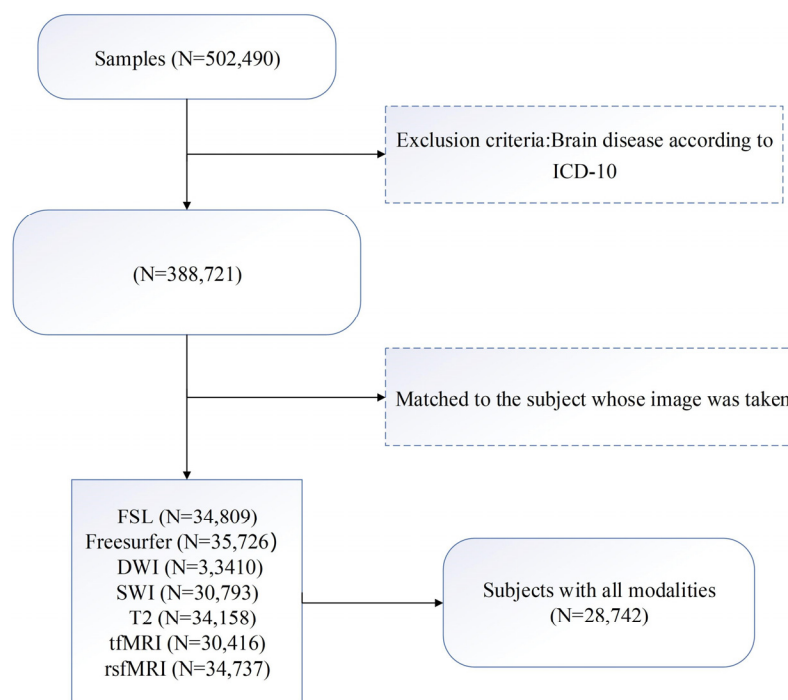 Samples (N=502,490)
Exclusion criteria:Brain disease according to
ICD-10
(N=388,721)
Matched to the subject whose image was taken
FSL (N=34,809)
Freesurfer (N=35,726)
DWI (N=3,3410)
SWI (N=30,793)
T2 (N=34,158)
tfMRI (N=30,416)
rsfMRI (N=34,737)
Subjects with all modalities
(N=28,742)